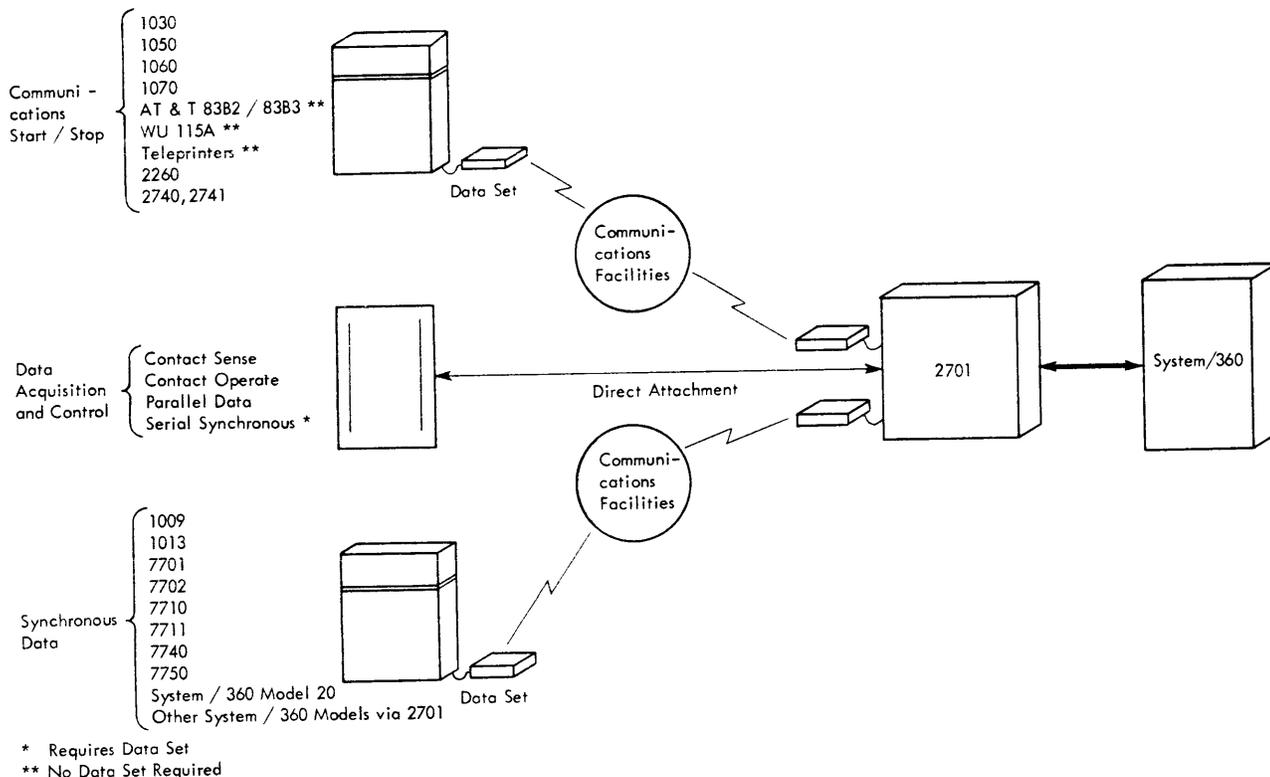 Communi -
cations
Start / Stop
1030
1050
1060
1070
AT & T 83B2 / 83B3 **
WU 115A **
Teleprinters **
2260
2740, 2741
Data Set
Communi-
cations
Facilities
Data
Acquisition
and Control
Contact Sense
Contact Operate
Parallel Data
Serial Synchronous *
Direct Attachment
2701
System/360
Communi-
cations
Facilities
Synchronous
Data
1009
1013
7701
7702
7710
7711
7740
7750
System / 360 Model 20
Other System / 360 Models via 2701
Data Set
* Requires Data Set
** No Data Set Required